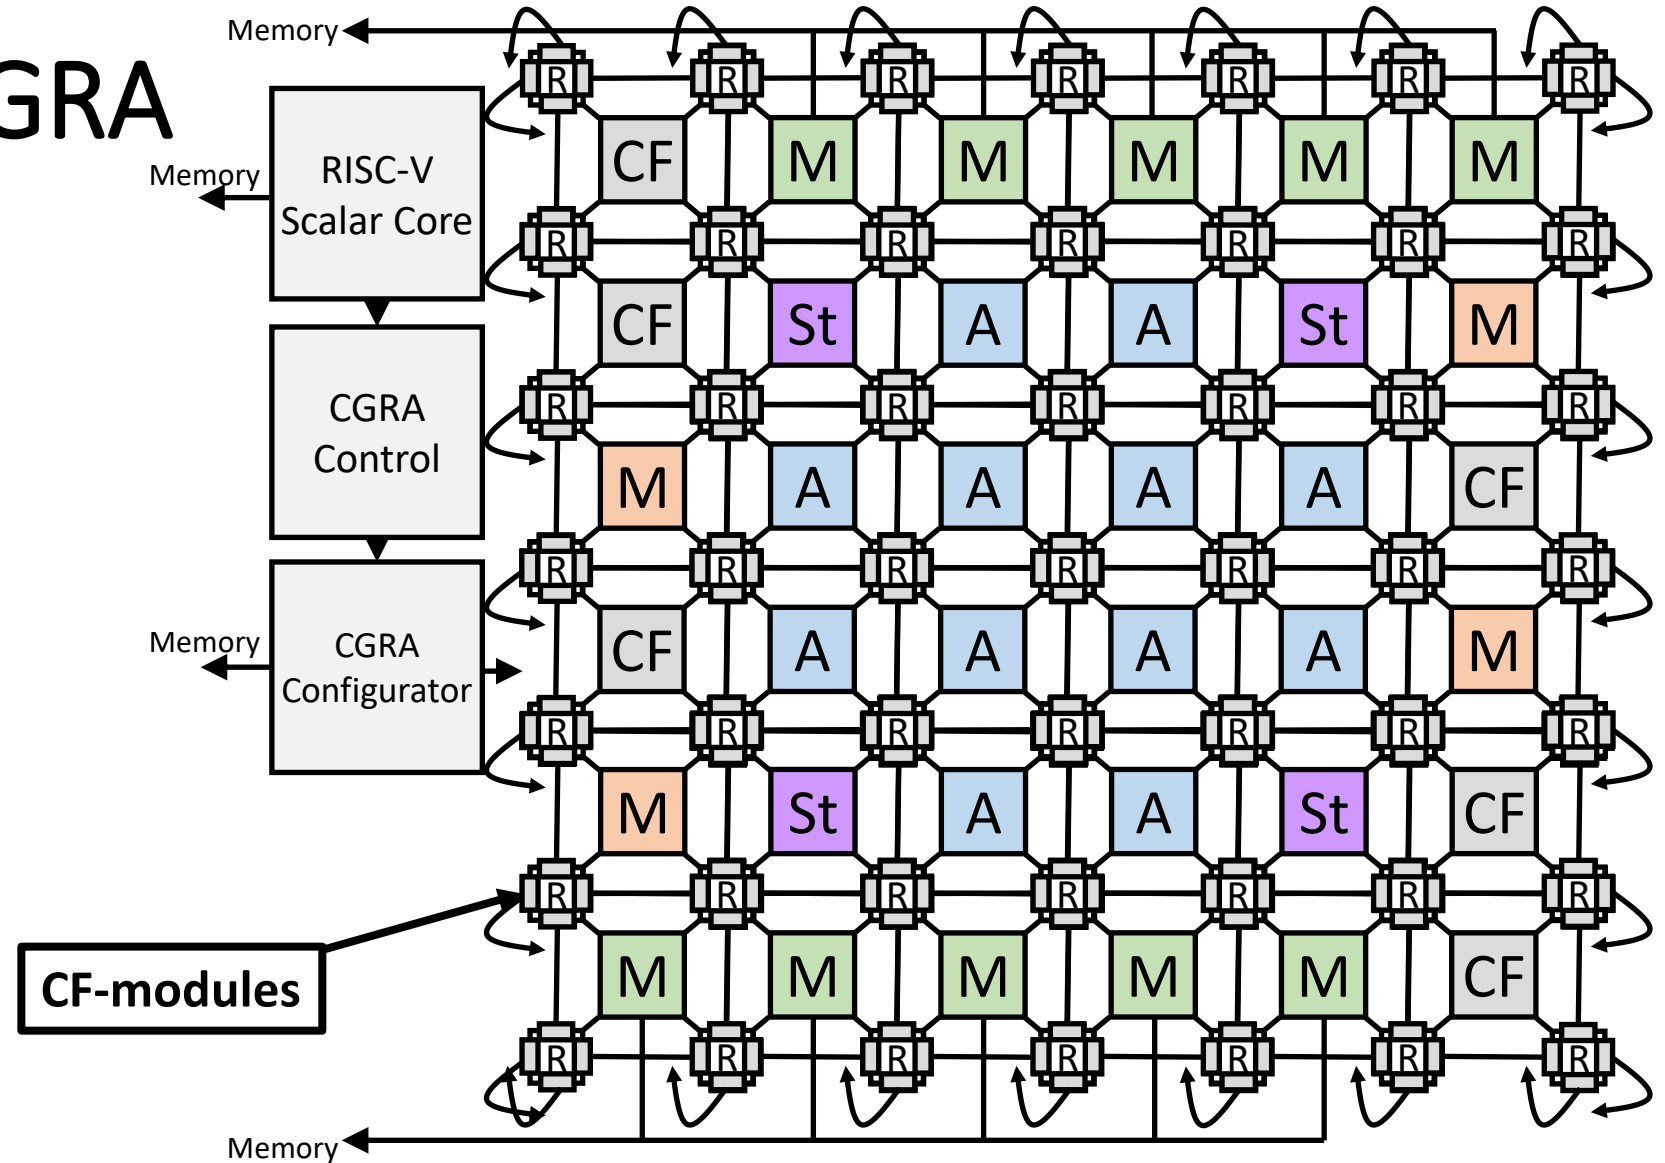 Memory
GRA
R R R R R R R
CF M M M M M
Memory
RISC-V
Scalar Core
R R R R R R R
CF St A A St M
CGRA
Control
R R R R R R R
M A A A A CF
R R R R R R R
Memory
CGRA
Configurator
CF A A A A M
R R R R R R R
M St A A St CF
R R R R R R R
CF-modules
M M M M M CF
R R R R R R R
Memory